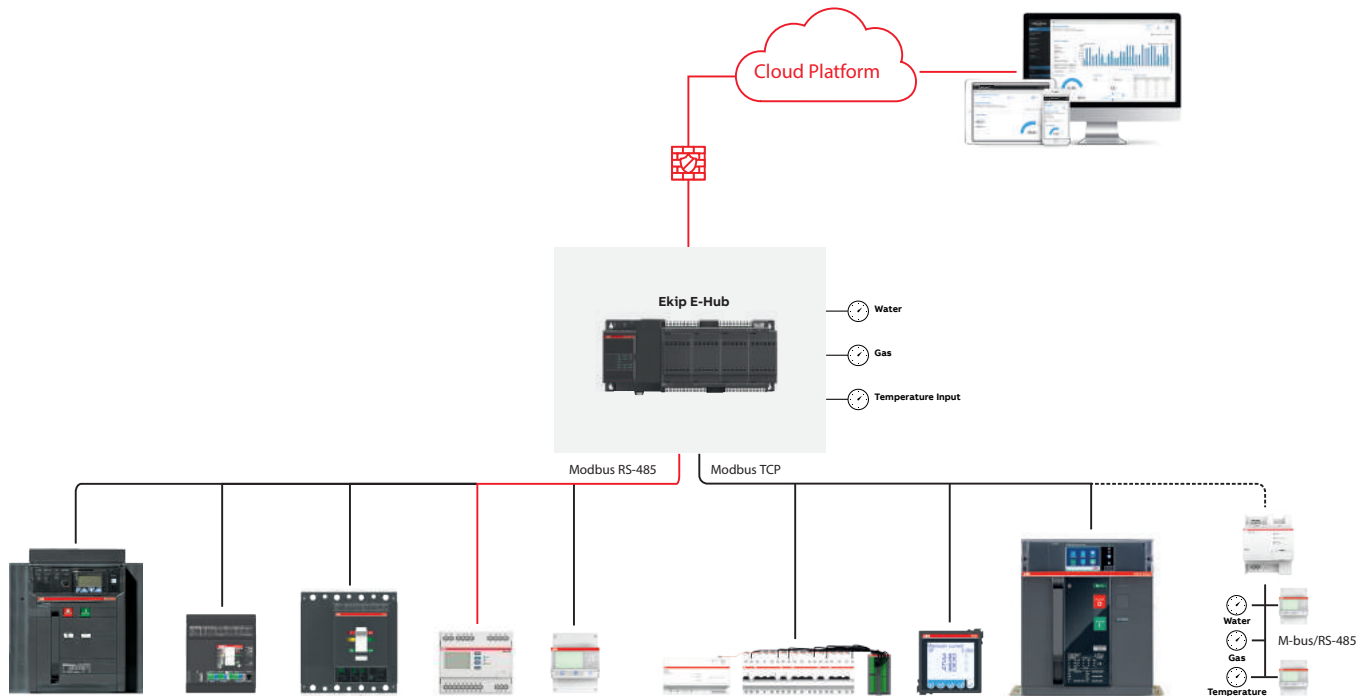 Cloud Platform
Ekip E-Hub
Water
Gas
Temperature Input
Modbus RS-485
Modbus TCP
Water
Gas
Temperature
M-bus/RS-485